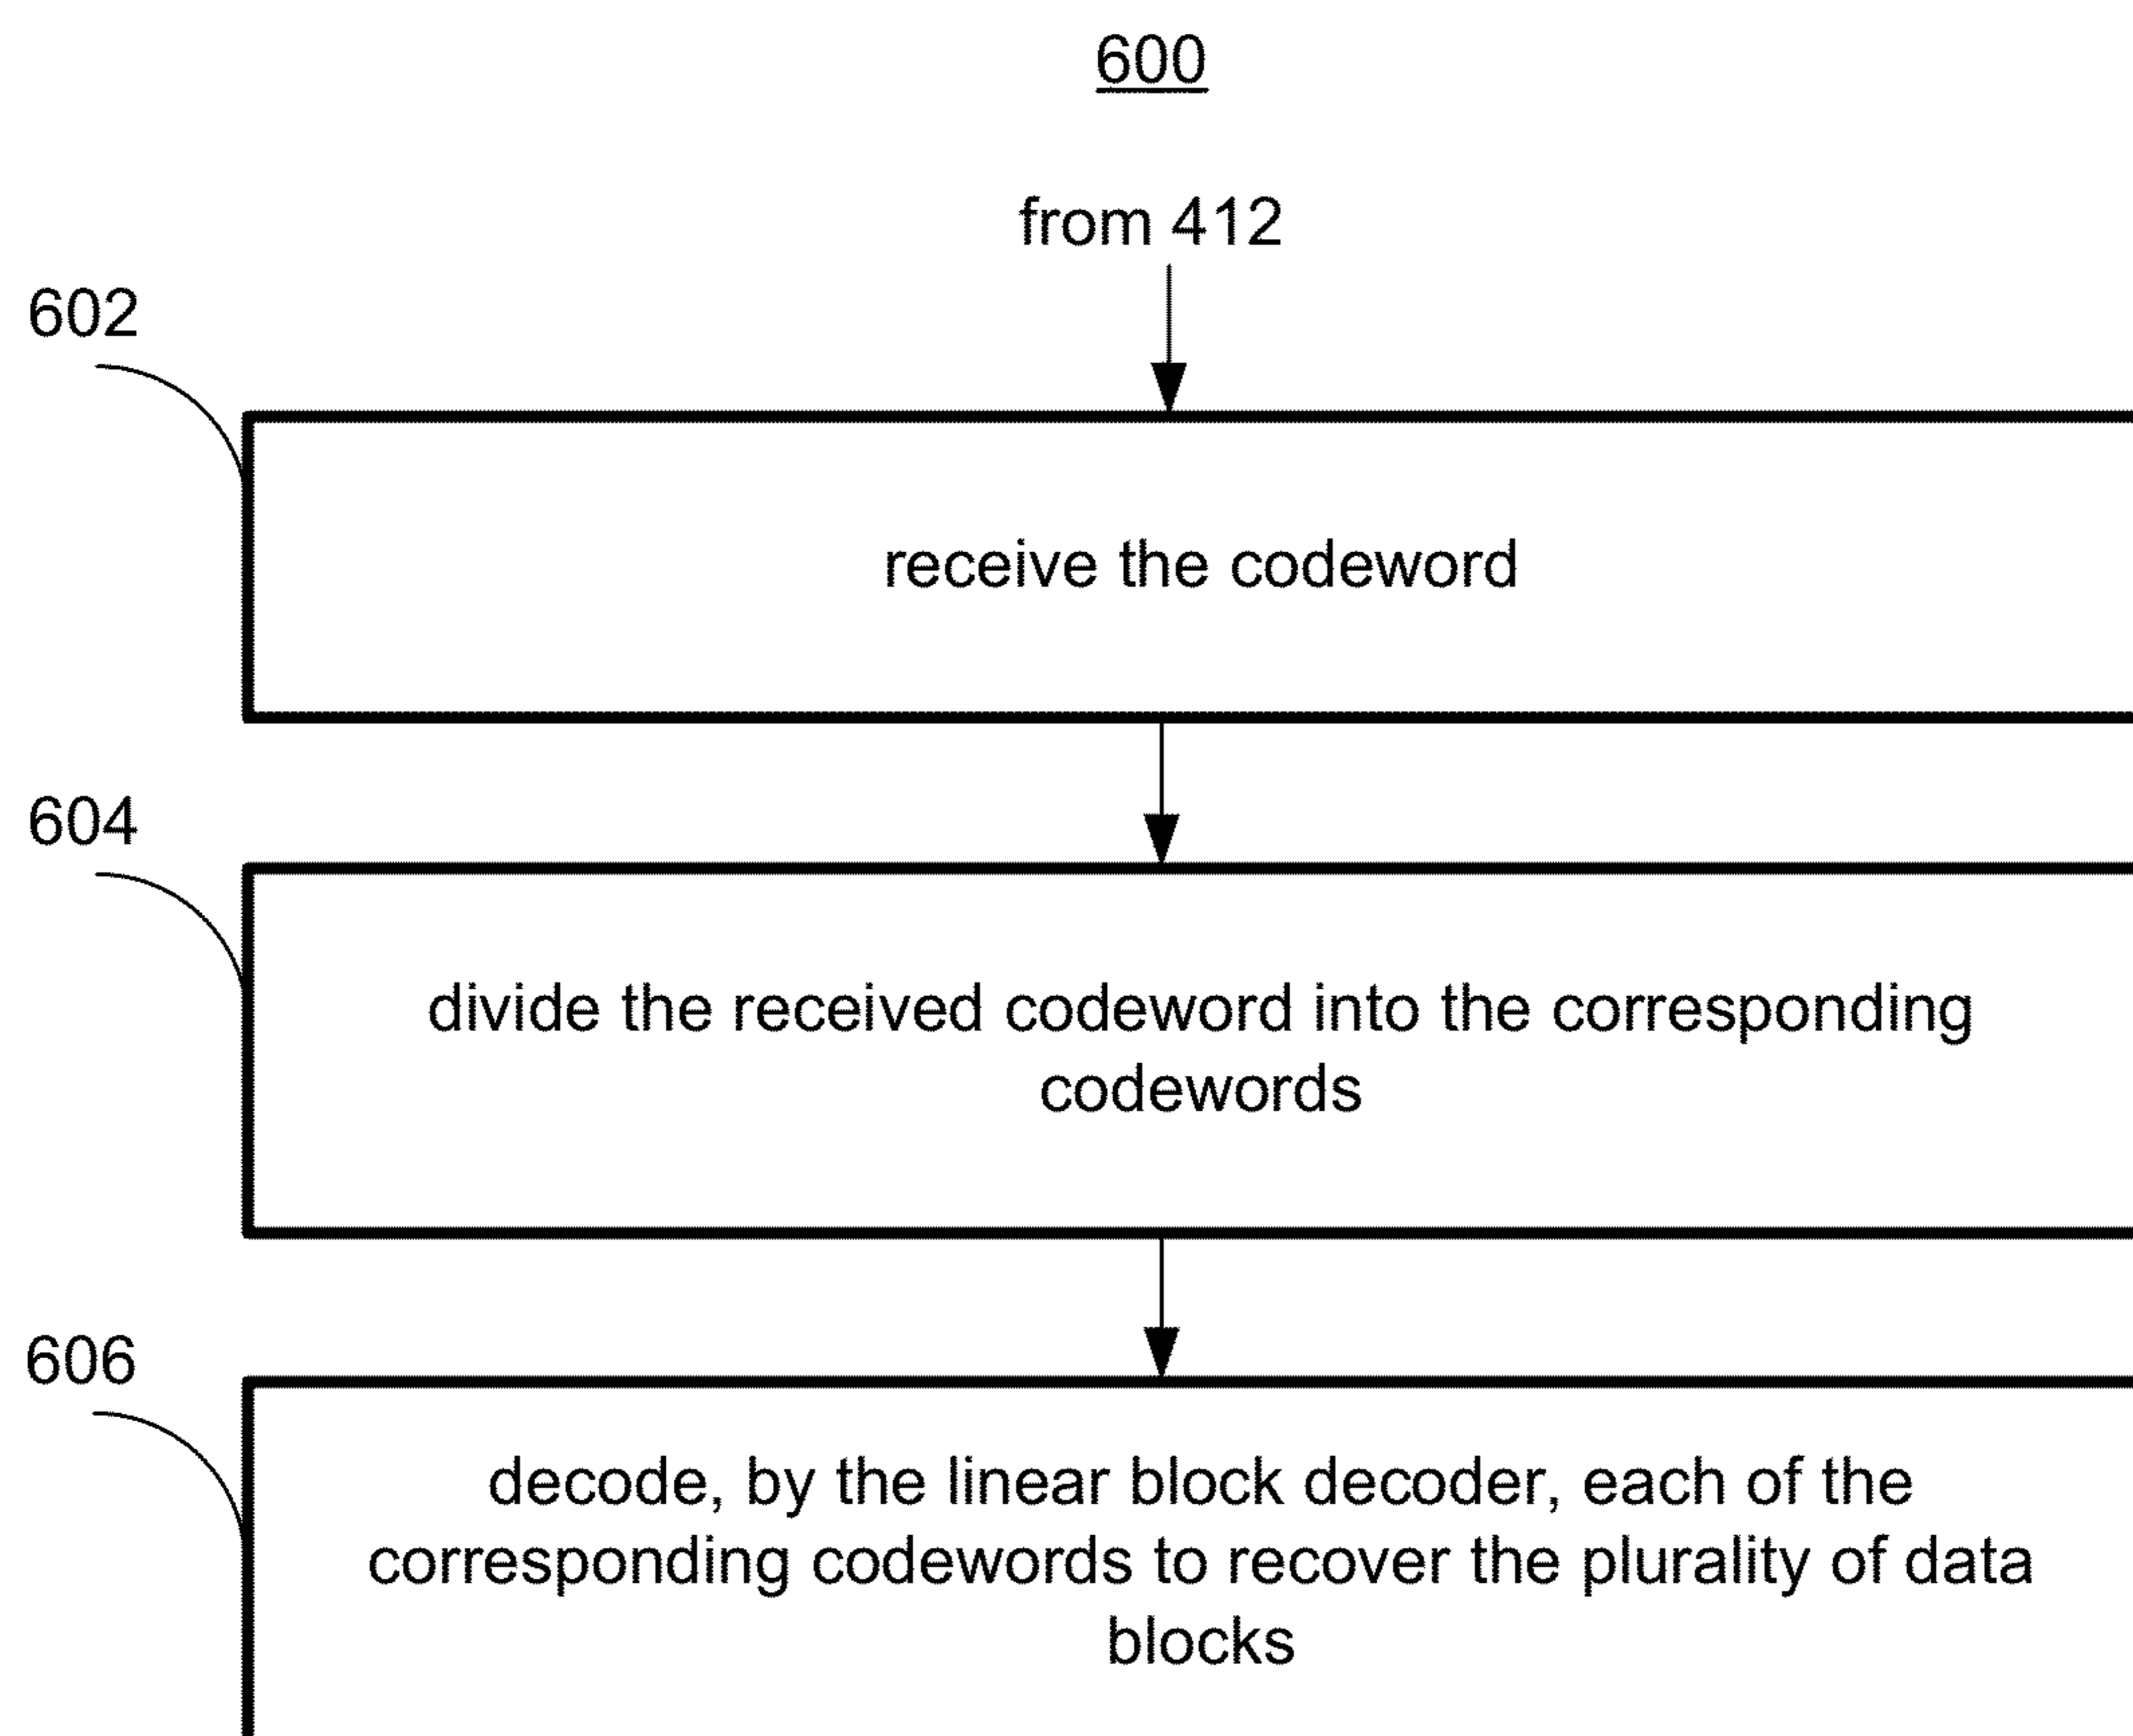 600
from 412
602
receive the codeword
604
divide the received codeword into the corresponding
codewords
606
decode, by the linear block decoder, each of the
corresponding codewords to recover the plurality of data
blocks